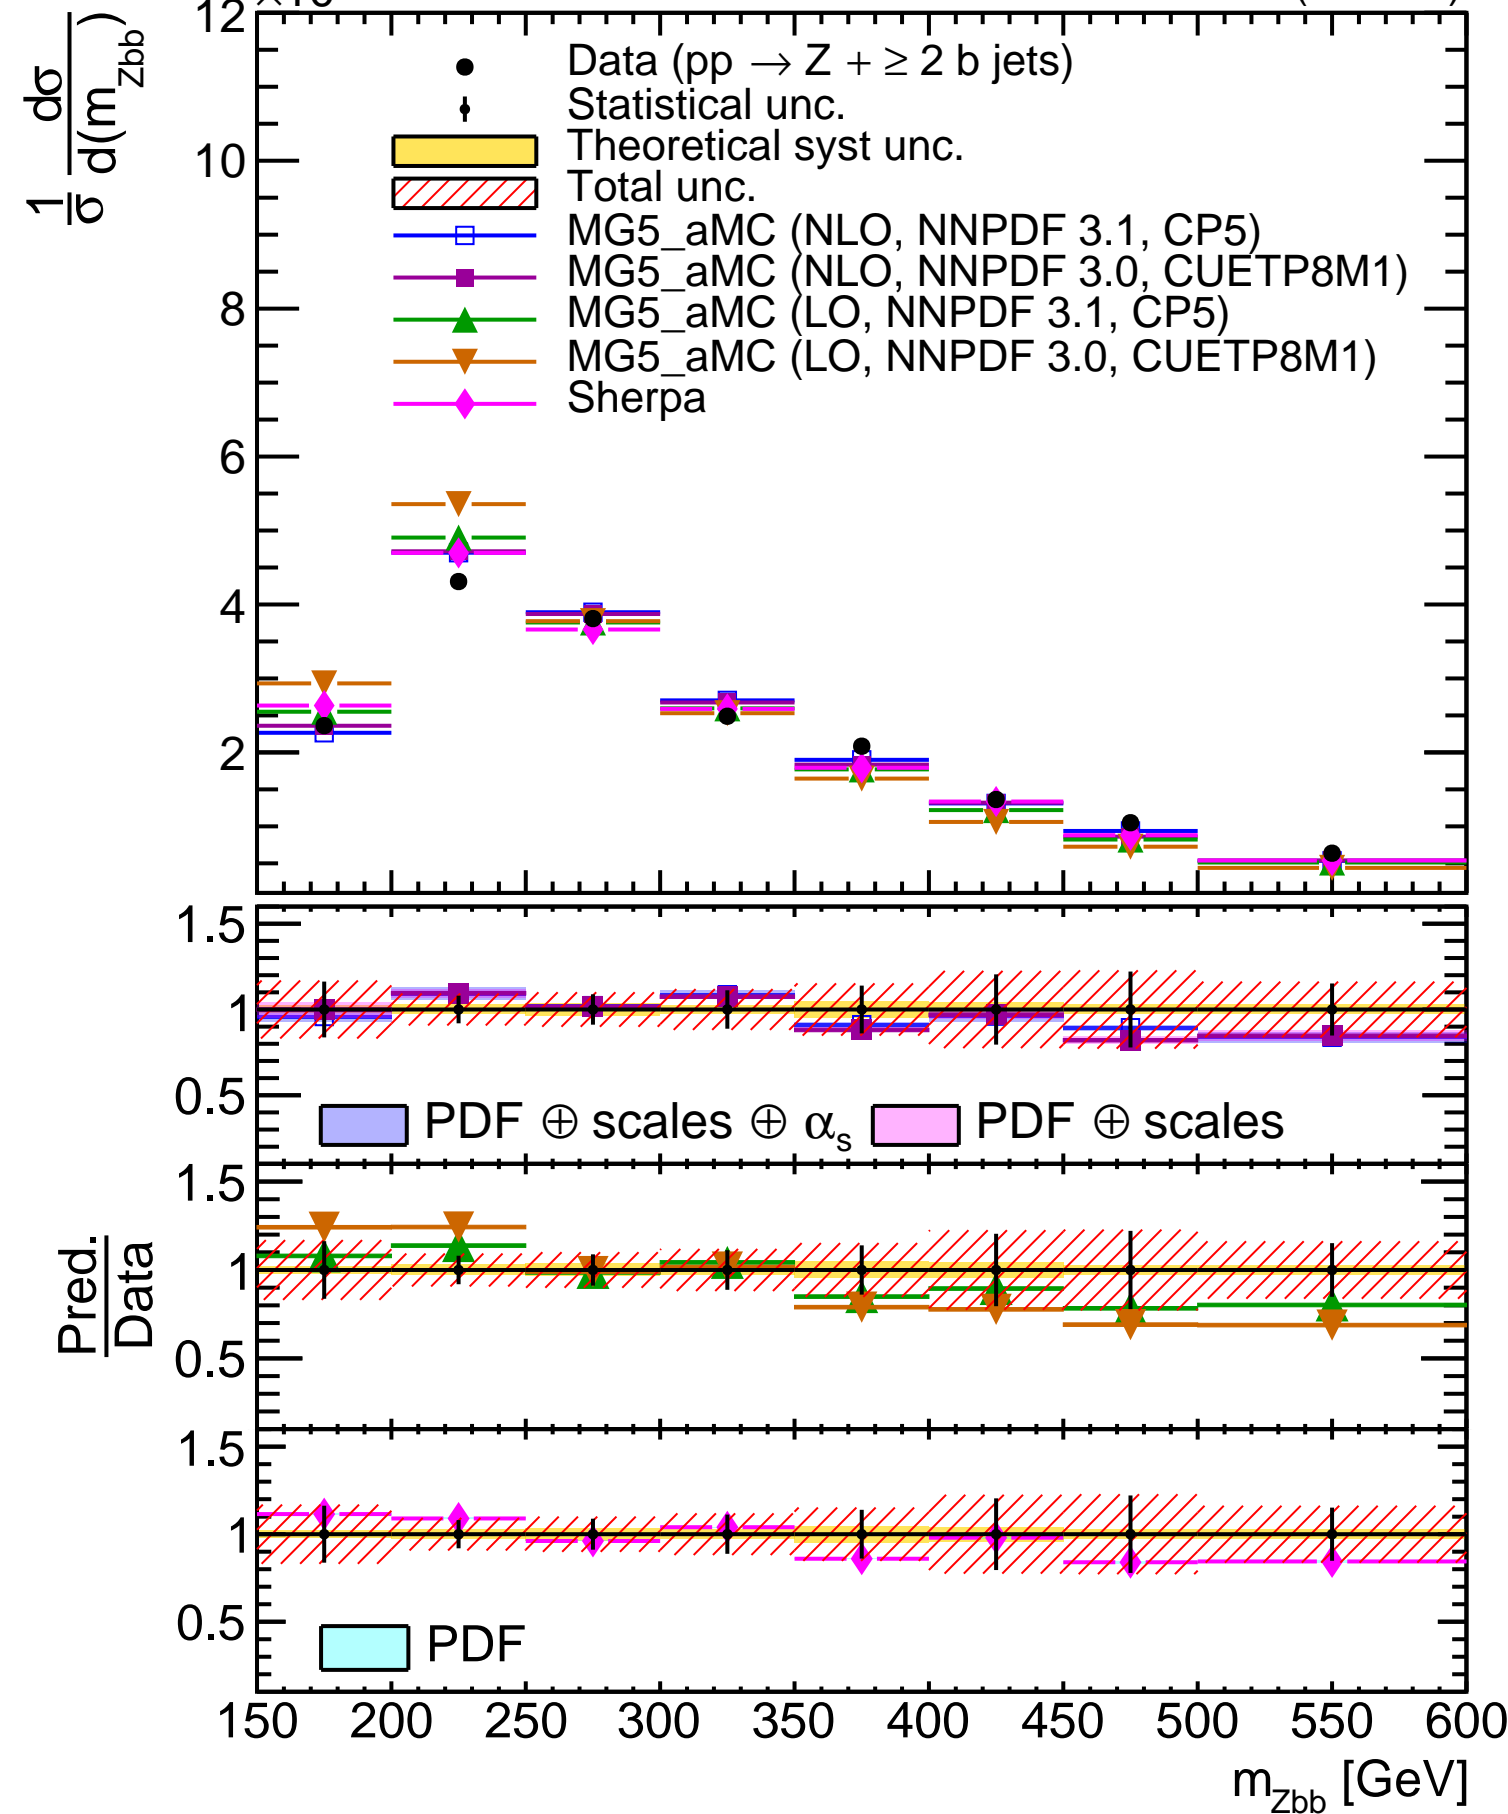 12
1/σ dσ/d(m_Zbb)
Data (pp → Z + ≥ 2 b jets)
Statistical unc.
10
Theoretical syst unc.
Total unc.
MG5_aMC (NLO, NNPDF 3.1, CP5)
MG5_aMC (NLO, NNPDF 3.0, CUETP8M1)
8
MG5_aMC (LO, NNPDF 3.1, CP5)
MG5_aMC (LO, NNPDF 3.0, CUETP8M1)
Sherpa
6
4
2
1.5
1
0.5
PDF ⊕ scales ⊕ α_s
PDF ⊕ scales
Pred.
Data
1.5
1
0.5
1.5
1
0.5
PDF
150 200 250 300 350 400 450 500 550 600
m_Zbb [GeV]